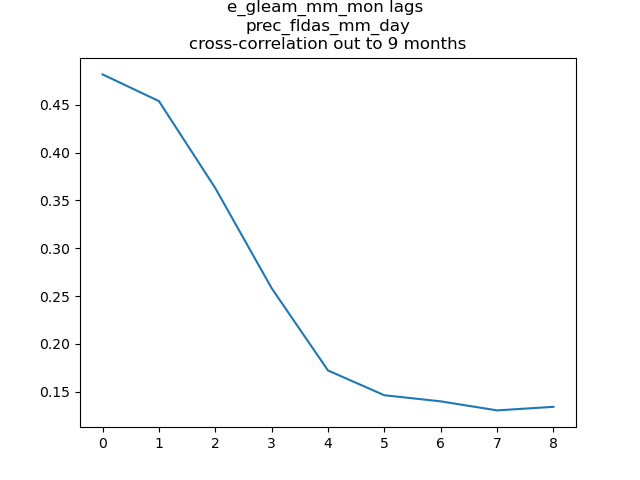 e_gleam_mm_mon lags
prec_fldas_mm_day
cross-correlation out to 9 months
0.45
0.40
0.35
0.30
0.25
0.20
0.15
0 1 2 3 4 5 6 7 8